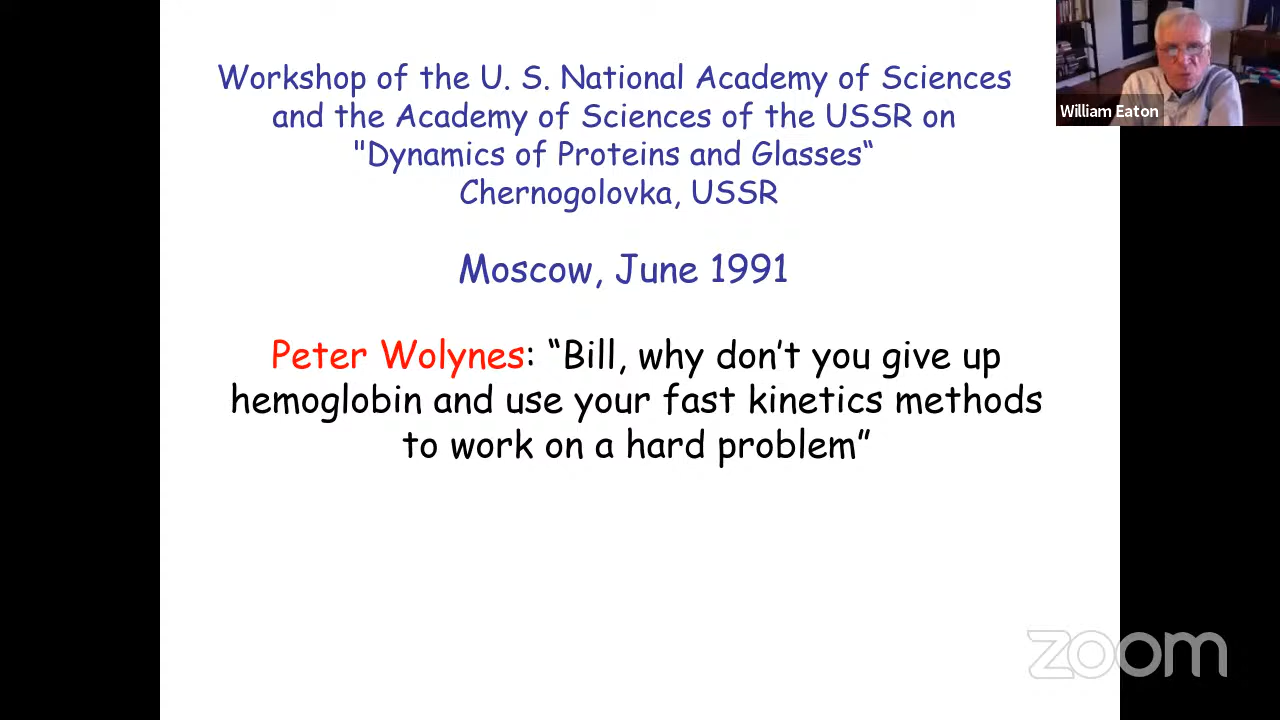 Workshop of the U. S. National Academy of Sciences
and the Academy of Sciences of the USSR on
"Dynamics of Proteins and Glasses“
Chernogolovka, USSR
Moscow, June 1991
Peter Wolynes: “Bill, why don’t you give up
hemoglobin and use your fast kinetics methods
to work on a hard problem”
William Eaton
zoom